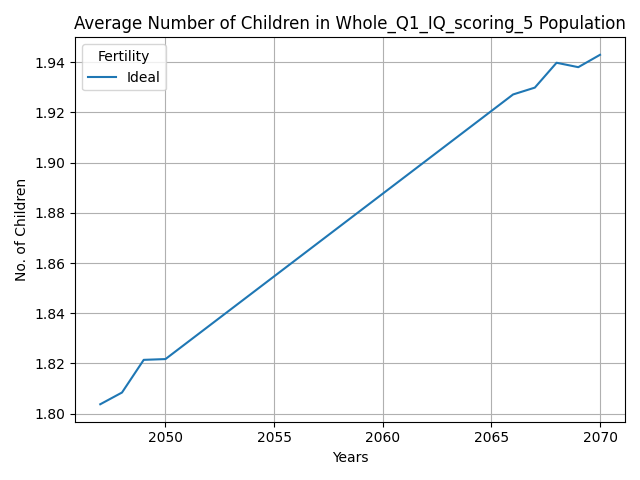 Average Number of Children in Whole_Q1_IQ_scoring_5 Population
Fertility
Ideal
No. of Children
1.94
1.92
1.90
1.88
1.86
1.84
1.82
1.80
2050
2055
2060
2065
2070
Years